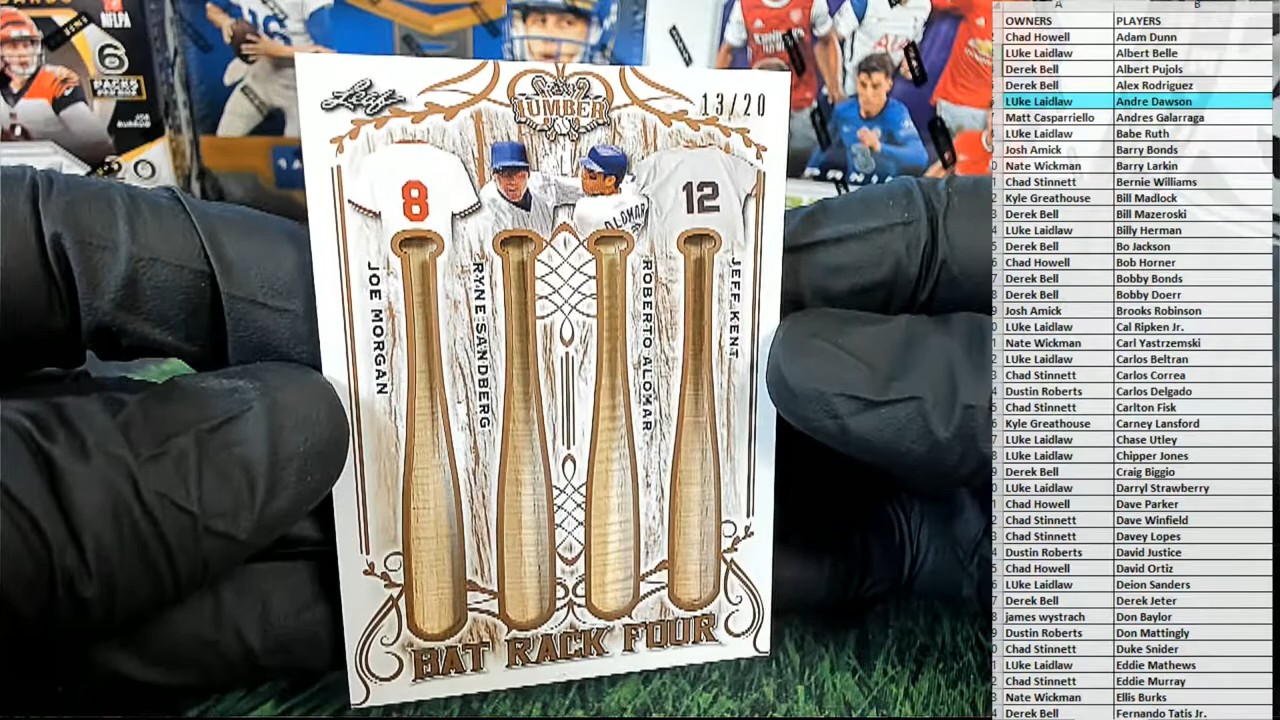 NFLPA
6
PACKS
PER BOX
JOE
BURROW
Leaf
LUMBER
13/20
8
12
JOE MORGAN
RYNE SANDBERG
ROBERTO ALOMAR
JEFF KENT
BAT RACK FOUR
A B
OWNERS PLAYERS
Chad Howell Adam Dunn
LUke Laidlaw Albert Belle
Derek Bell Albert Pujols
Derek Bell Alex Rodriguez
LUke Laidlaw Andre Dawson
Matt Casparriello Andres Galarraga
LUke Laidlaw Babe Ruth
Josh Amick Barry Bonds
Nate Wickman Barry Larkin
Chad Stinnett Bernie Williams
Kyle Greathouse Bill Madlock
Derek Bell Bill Mazeroski
LUke Laidlaw Billy Herman
Derek Bell Bo Jackson
Chad Howell Bob Horner
Derek Bell Bobby Bonds
Derek Bell Bobby Doerr
Josh Amick Brooks Robinson
LUke Laidlaw Cal Ripken Jr.
Nate Wickman Carl Yastrzemski
LUke Laidlaw Carlos Beltran
Chad Stinnett Carlos Correa
Dustin Roberts Carlos Delgado
Chad Stinnett Carlton Fisk
Kyle Greathouse Carney Lansford
LUke Laidlaw Chase Utley
LUke Laidlaw Chipper Jones
Derek Bell Craig Biggio
LUke Laidlaw Darryl Strawberry
Chad Howell Dave Parker
Chad Stinnett Dave Winfield
Chad Stinnett Davey Lopes
Dustin Roberts David Justice
Chad Howell David Ortiz
LUke Laidlaw Deion Sanders
Derek Bell Derek Jeter
james wystrach Don Baylor
Dustin Roberts Don Mattingly
Chad Stinnett Duke Snider
LUke Laidlaw Eddie Mathews
Chad Stinnett Eddie Murray
Nate Wickman Ellis Burks
Derek Bell Fernando Tatis Jr.